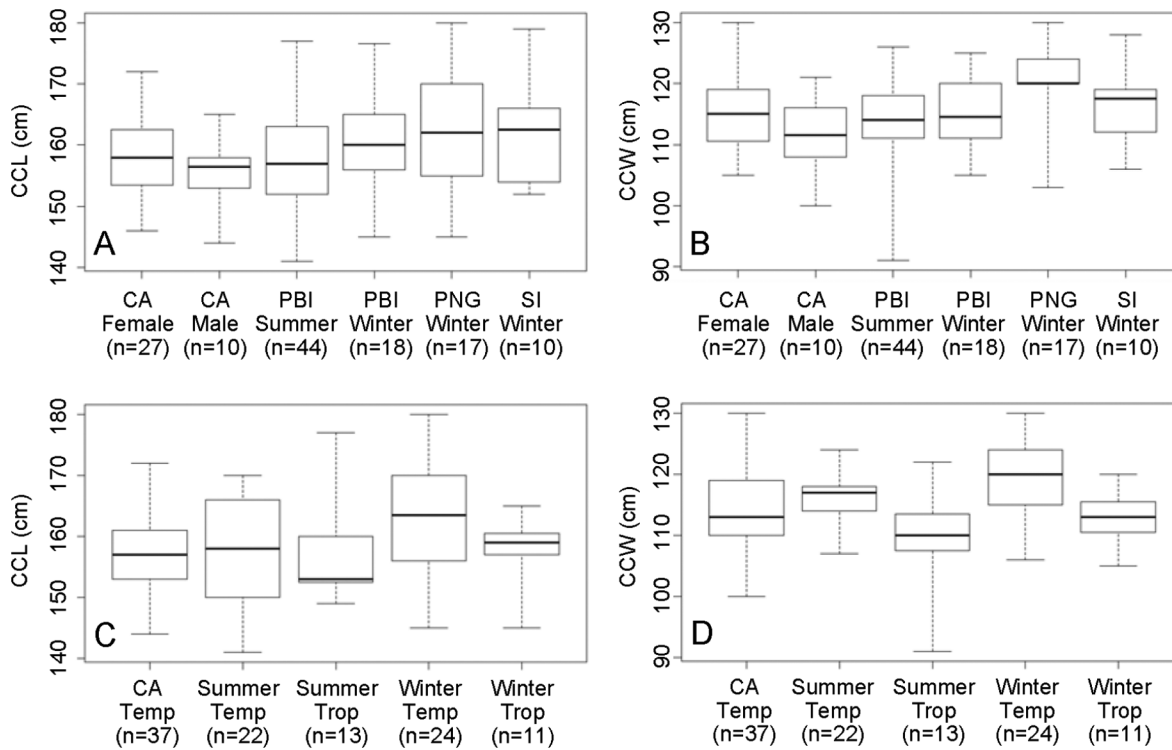 180
170
160
150
140
CCL (cm)
A
CA Female (n=27)
CA Male (n=10)
PBI Summer (n=44)
PBI Winter (n=18)
PNG Winter (n=17)
SI Winter (n=10)
130
120
110
100
90
CCW (cm)
B
CA Female (n=27)
CA Male (n=10)
PBI Summer (n=44)
PBI Winter (n=18)
PNG Winter (n=17)
SI Winter (n=10)
180
170
160
150
140
CCL (cm)
C
CA Temp (n=37)
Summer Temp (n=22)
Summer Trop (n=13)
Winter Temp (n=24)
Winter Trop (n=11)
130
120
110
100
90
CCW (cm)
D
CA Temp (n=37)
Summer Temp (n=22)
Summer Trop (n=13)
Winter Temp (n=24)
Winter Trop (n=11)